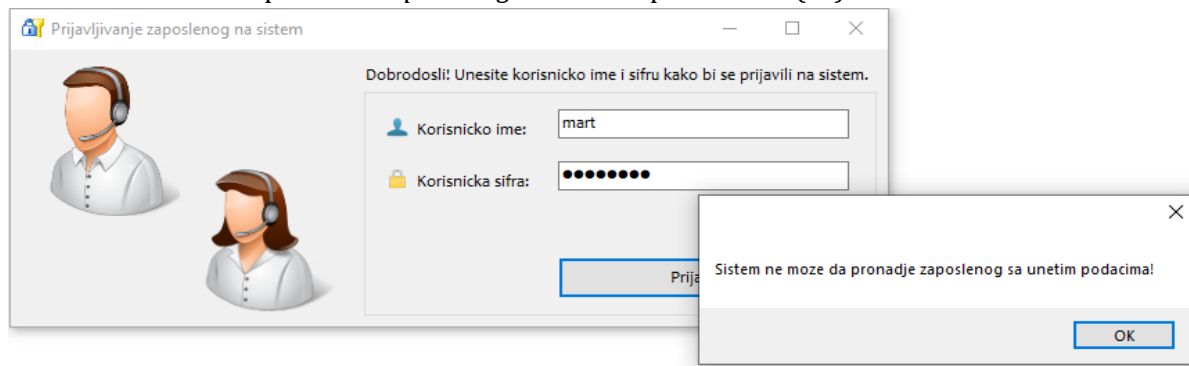 Prijavljivanje zaposlenog na sistem
Dobrodosli! Unesite korisnicko ime i sifru kako bi se prijavili na sistem.
Korisnicko ime:
mart
Korisnicka sifra:
●●●●●●●●
Sistem ne moze da pronadje zaposlenog sa unetim podacima!
OK